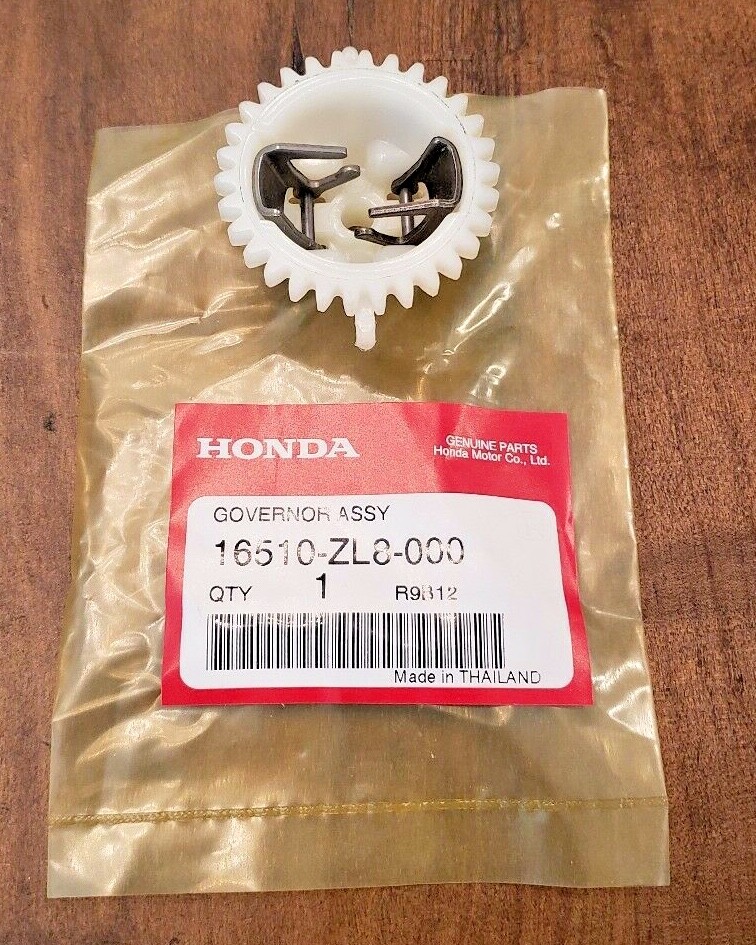 HONDA
GENUINE PARTS
Honda Motor Co., Ltd.
GOVERNOR ASSY
16510-ZL8-000
QTY 1 R9B12
Made in THAILAND